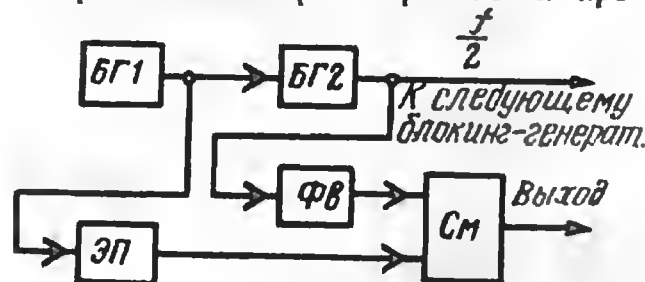 f
2
БГ1
БГ2
К следующему
блокинг-генерат.
ФВ
См
Выход
ЭП